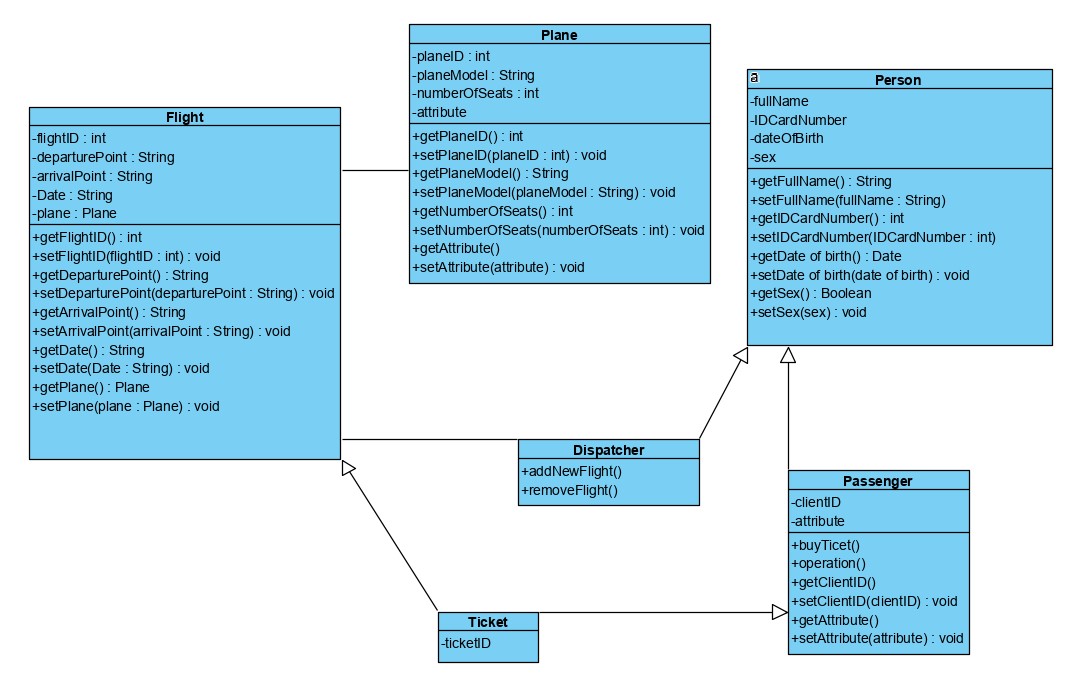 Plane
-planeID : int
-planeModel : String
-numberOfSeats : int
-attribute
+getPlaneID() : int
+setPlaneID(planeID : int) : void
+getPlaneModel() : String
+setPlaneModel(planeModel : String) : void
+getNumberOfSeats() : int
+setNumberOfSeats(numberOfSeats : int) : void
+getAttribute()
+setAttribute(attribute) : void
a
Person
-fullName
-IDCardNumber
-dateOfBirth
-sex
+getFullName() : String
+setFullName(fullName : String)
+getIDCardNumber() : int
+setIDCardNumber(IDCardNumber : int)
+getDate of birth() : Date
+setDate of birth(date of birth) : void
+getSex() : Boolean
+setSex(sex) : void
Flight
-flightID : int
-departurePoint : String
-arrivalPoint : String
-Date : String
-plane : Plane
+getFlightID() : int
+setFlightID(flightID : int) : void
+getDeparturePoint() : String
+setDeparturePoint(departurePoint : String) : void
+getArrivalPoint() : String
+setArrivalPoint(arrivalPoint : String) : void
+getDate() : String
+setDate(Date : String) : void
+getPlane() : Plane
+setPlane(plane : Plane) : void
Dispatcher
+addNewFlight()
+removeFlight()
Passenger
-clientID
-attribute
+buyTicet()
+operation()
+getClientID()
+setClientID(clientID) : void
+getAttribute()
+setAttribute(attribute) : void
Ticket
-ticketID